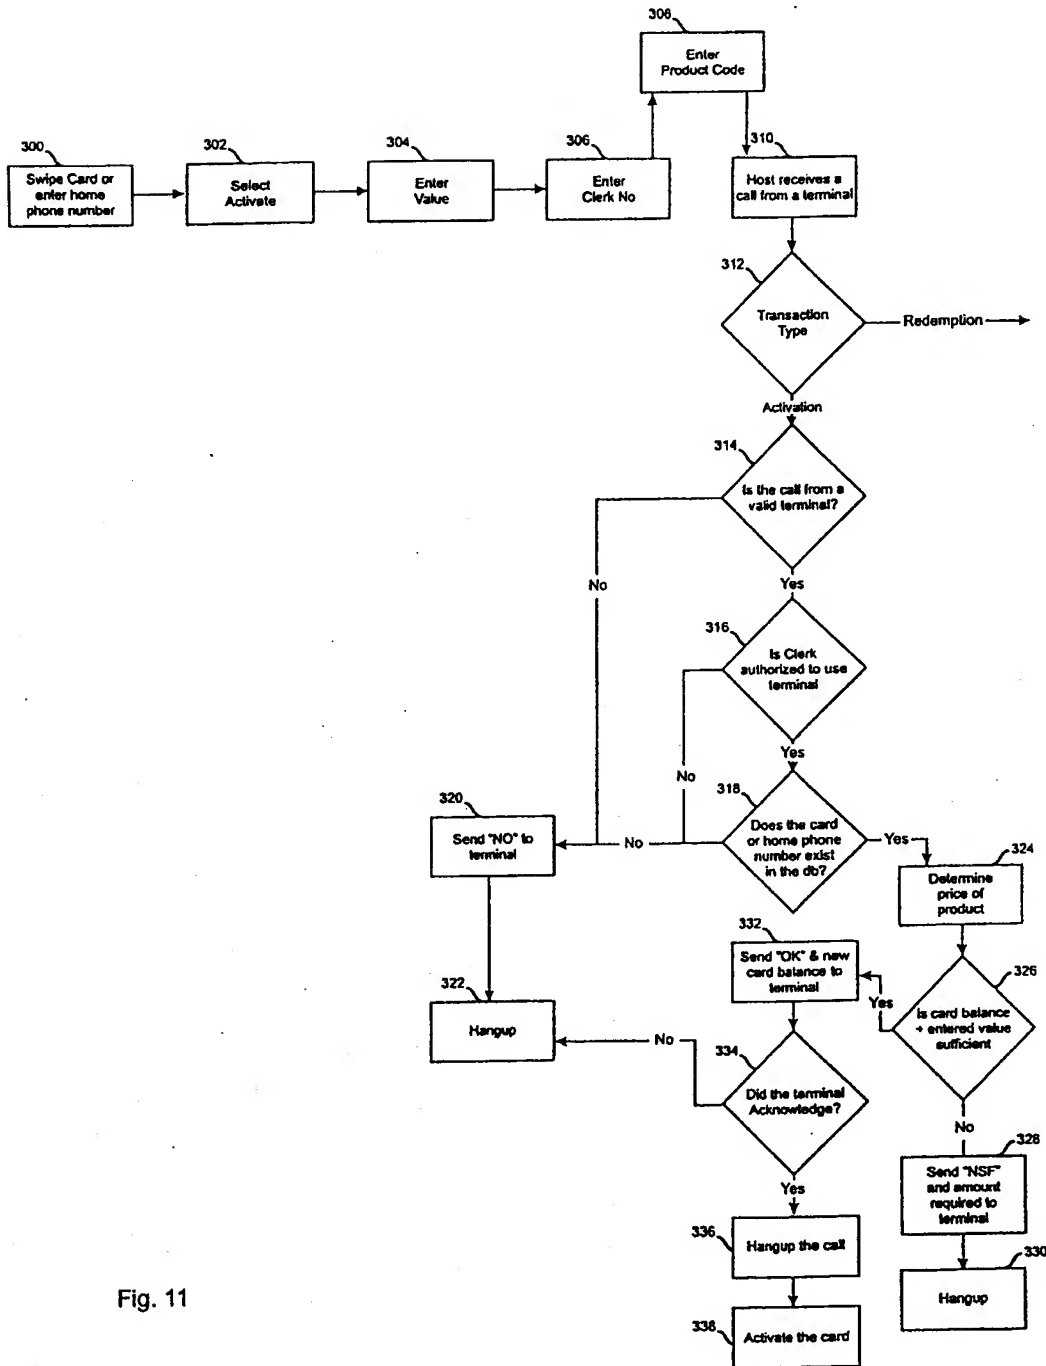 306
Enter
Product Code
300
Swipe Card or
enter home
phone number
302
Select
Activate
304
Enter
Value
306
Enter
Clerk No
310
Host receives a
call from a terminal
312
Transaction
Type
Redemption
Activation
314
Is the call from a
valid terminal?
No
Yes
316
Is Clerk
authorized to use
terminal
No
Yes
318
Does the card
or home phone
number exist
in the db?
No
Yes
320
Send "NO" to
terminal
324
Determine
price of
product
332
Send "OK" & new
card balance to
terminal
326
Is card balance
+ entered value
sufficient
Yes
322
Hangup
No
334
Did the terminal
Acknowledge?
No
328
Send "NSF"
and amount
required to
terminal
Yes
336
Hangup the call
330
Hangup
338
Activate the card
Fig. 11